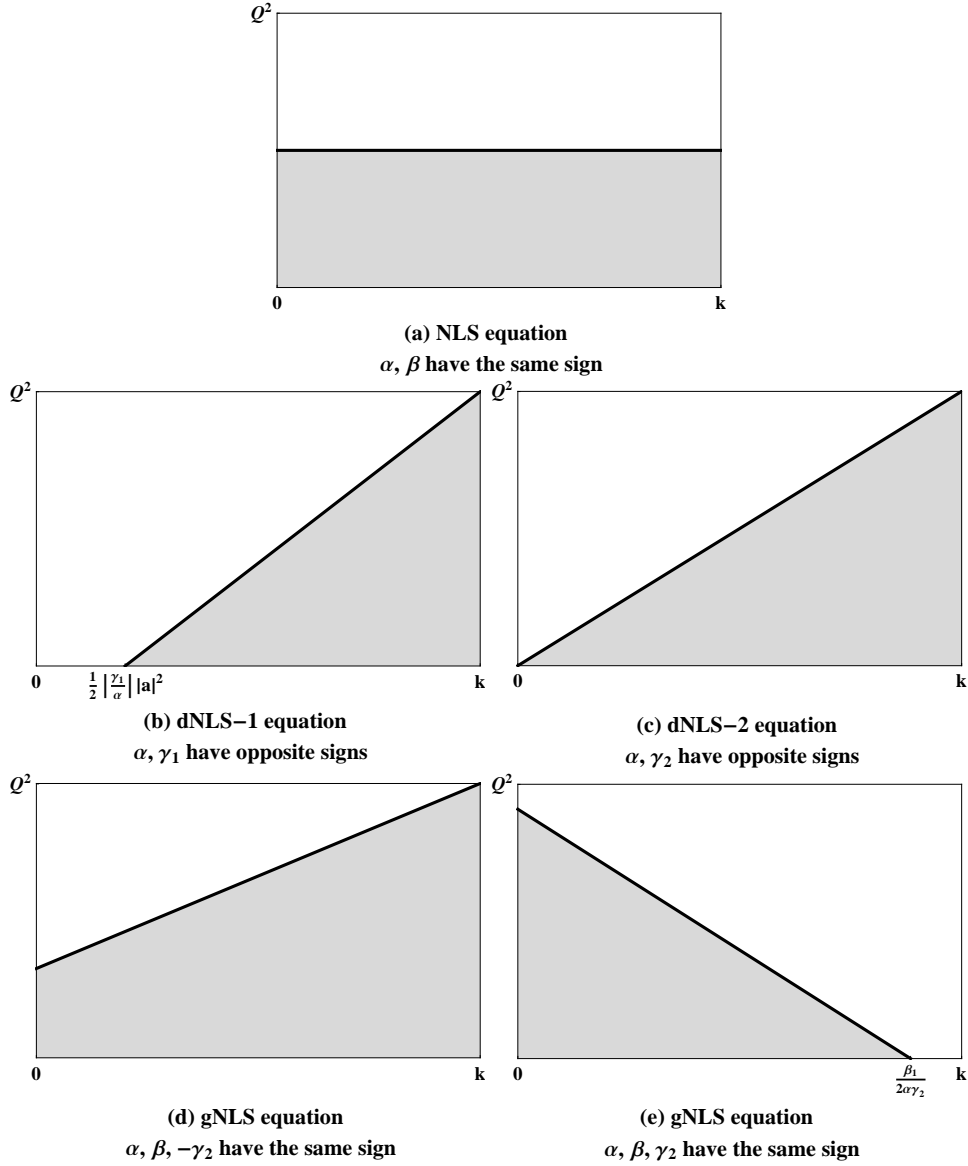 Q²
0 k
(a) NLS equation
α, β have the same sign
Q²
0 1/2 |γ₁/α| |a|² k
(b) dNLS−1 equation
α, γ₁ have opposite signs
Q²
0 k
(c) dNLS−2 equation
α, γ₂ have opposite signs
Q²
0 k
(d) gNLS equation
α, β, −γ₂ have the same sign
Q²
0 β₁/2αγ₂ k
(e) gNLS equation
α, β, γ₂ have the same sign